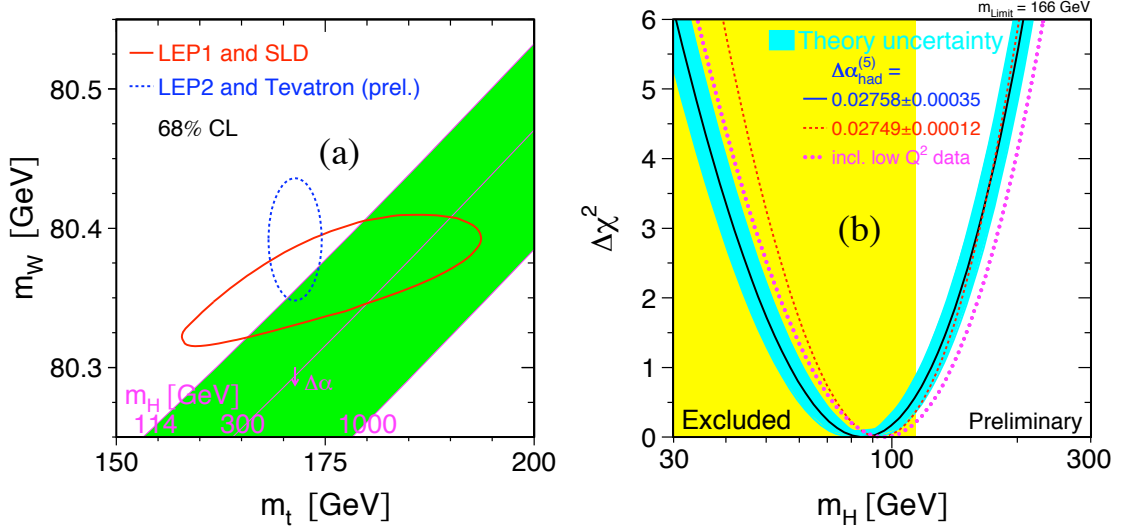 LEP1 and SLD
LEP2 and Tevatron (prel.)
68% CL
(a)
80.5
80.4
80.3
m_W [GeV]
Δα
m_H [GeV]
114 300 1000
150 175 200
m_t [GeV]
m_Limit = 166 GeV
Theory uncertainty
Δα_had^(5) =
0.02758±0.00035
0.02749±0.00012
incl. low Q² data
(b)
6
5
4
3
2
1
0
Δχ²
Excluded
Preliminary
30 100 300
m_H [GeV]